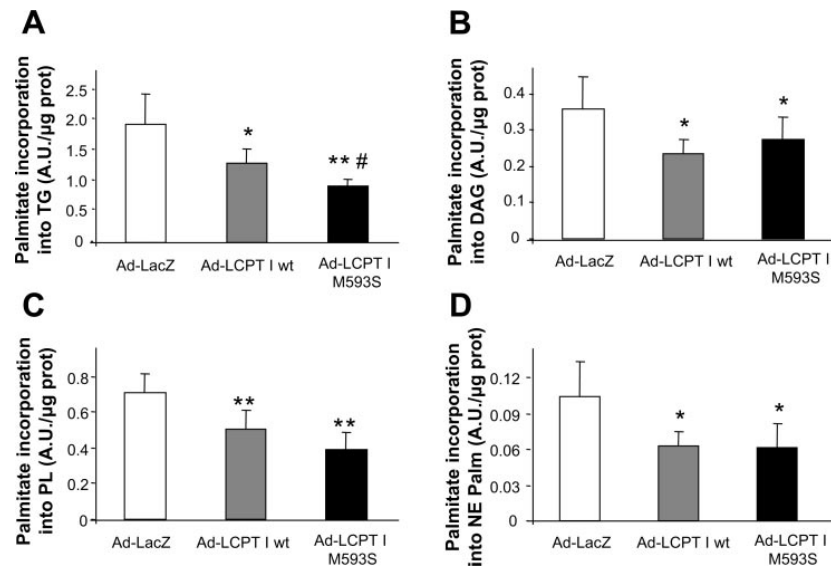 A
Palmitate incorporation
into TG (A.U./µg prot)
2.5
2.0
1.5
1.0
0.5
0
*
** #
Ad-LacZ
Ad-LCPT I wt
Ad-LCPT I
M593S
B
Palmitate incorporation
into DAG (A.U./µg prot)
0.4
0.3
0.2
0.1
0
*
*
Ad-LacZ
Ad-LCPT I wt
Ad-LCPT I
M593S
C
Palmitate incorporation
into PL (A.U./µg prot)
0.8
0.6
0.4
0.2
0
**
**
Ad-LacZ
Ad-LCPT I wt
Ad-LCPT I
M593S
D
Palmitate incorporation
into NE Palm (A.U./µg prot)
0.12
0.09
0.06
0.03
0
*
*
Ad-LacZ
Ad-LCPT I wt
Ad-LCPT I
M593S